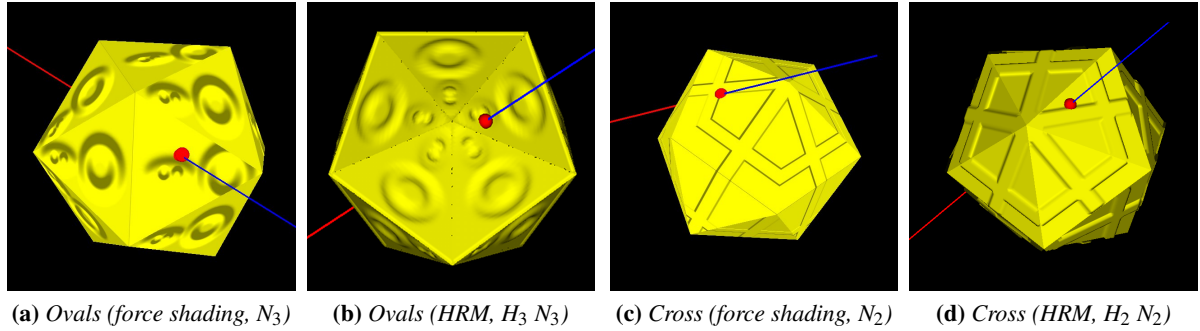 (a) Ovals (force shading, N3)
(b) Ovals (HRM, H3 N3)
(c) Cross (force shading, N2)
(d) Cross (HRM, H2 N2)